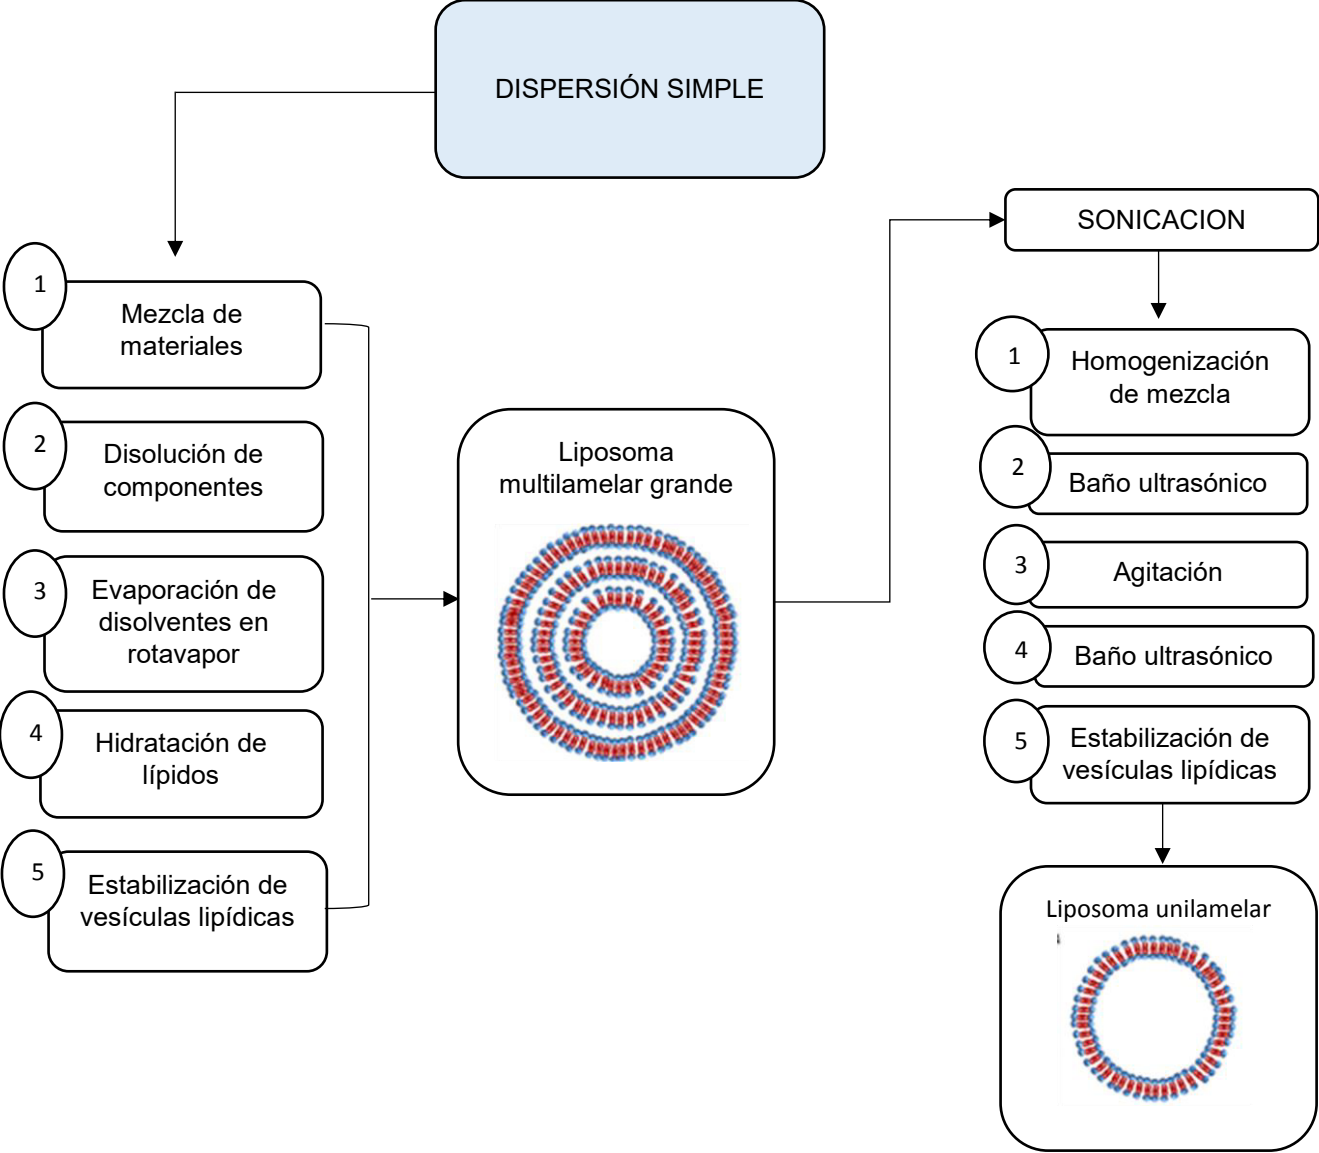 DISPERSIÓN SIMPLE
1
Mezcla de
materiales
2
Disolución de
componentes
3
Evaporación de
disolventes en
rotavapor
4
Hidratación de
lípidos
5
Estabilización de
vesículas lipídicas
Liposoma
multilamelar grande
SONICACION
1
Homogenización
de mezcla
2
Baño ultrasónico
3
Agitación
4
Baño ultrasónico
5
Estabilización de
vesículas lipídicas
Liposoma unilamelar